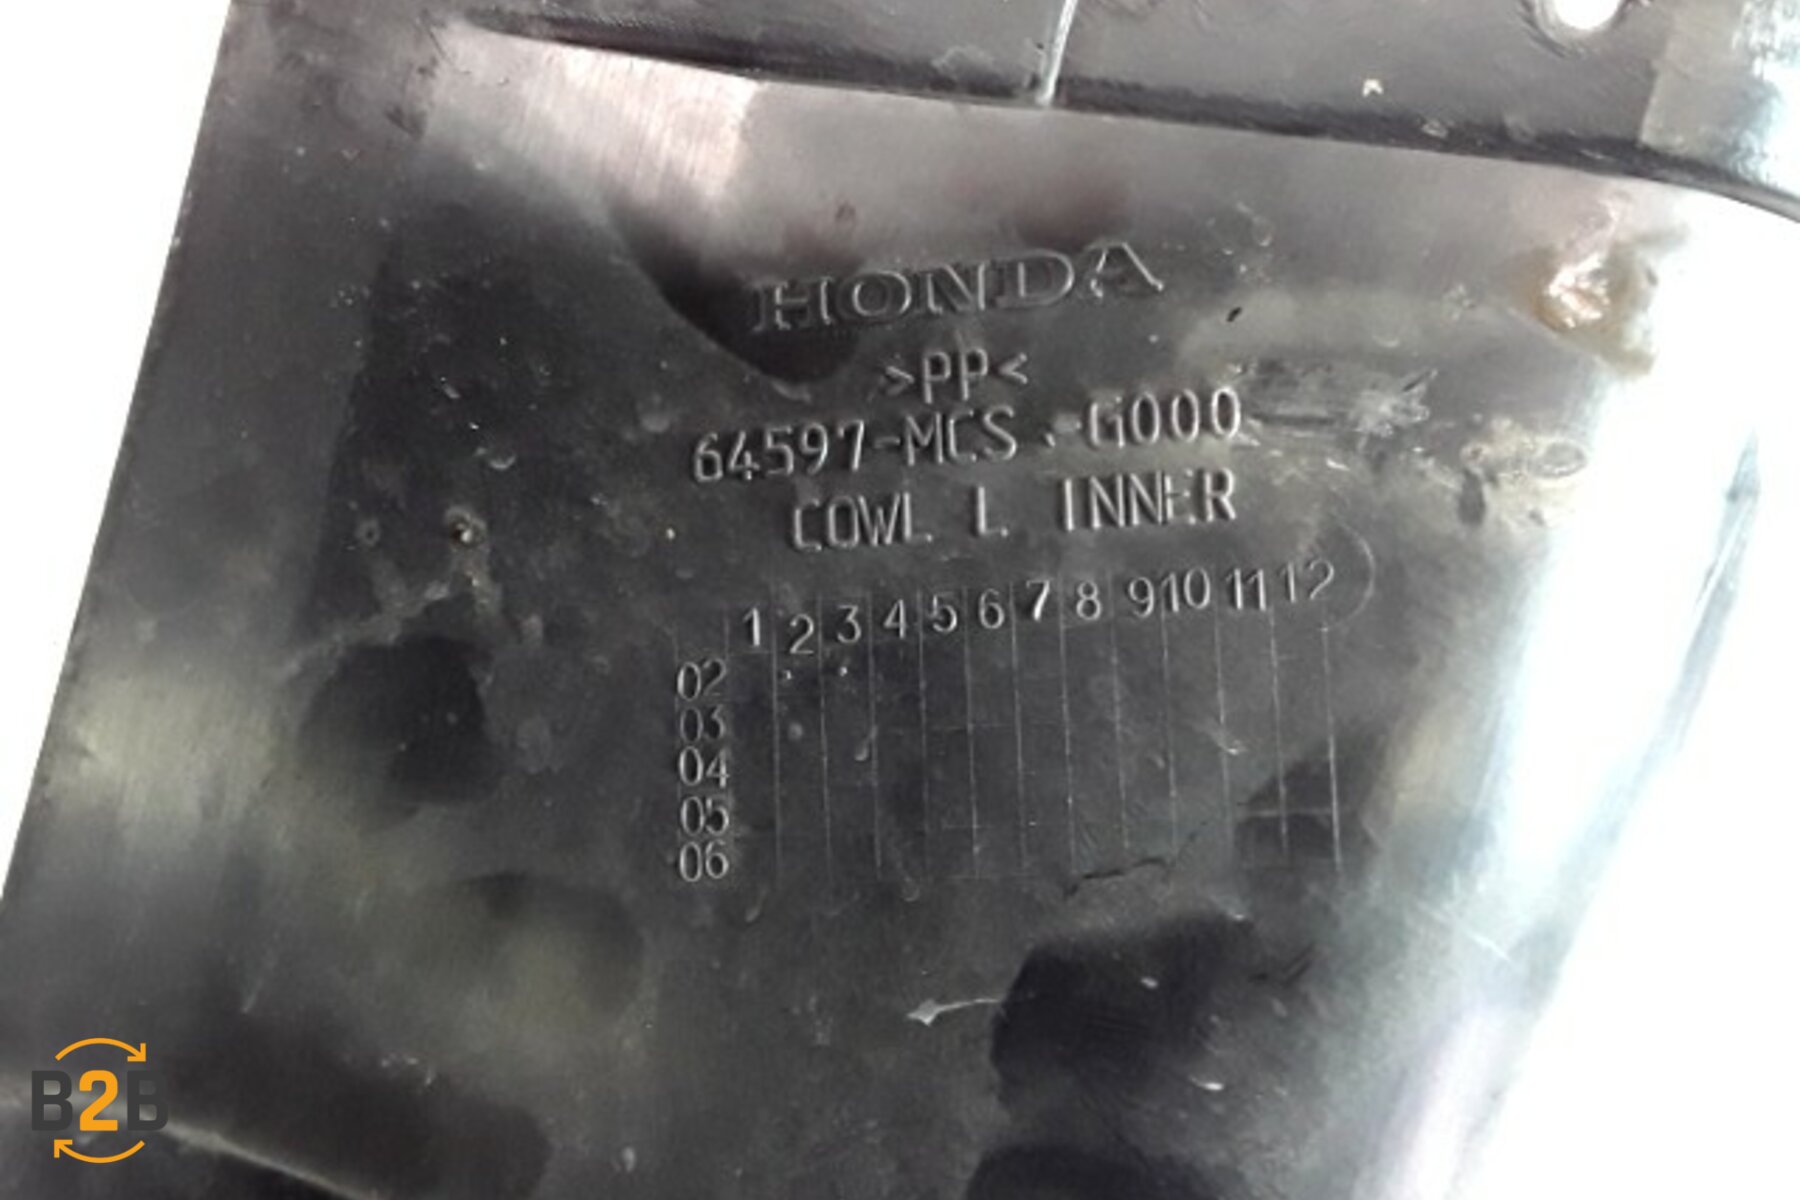 HONDA
>PP<
64597-MCS -G000
COWL L INNER
1 2 3 4 5 6 7 8 9 10 11 12
02
03
04
05
06
B2B